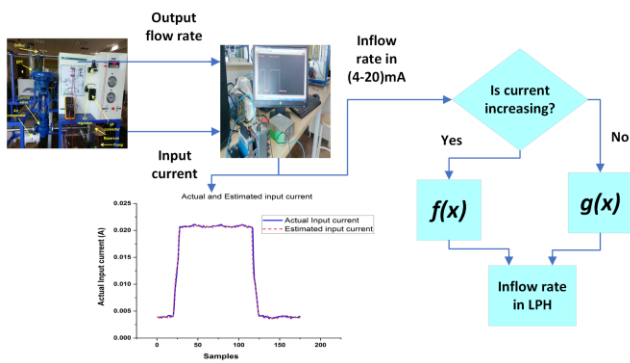 Output
flow rate
Inflow
rate in
(4-20)mA
Is current
increasing?
Yes
No
Input
current
f(x)
g(x)
Inflow rate
in LPH
Actual and Estimated input current
Actual Input current
Estimated input current
Actual Input current (A)
0.025
0.020
0.015
0.010
0.005
0.000
0
50
100
150
200
Samples